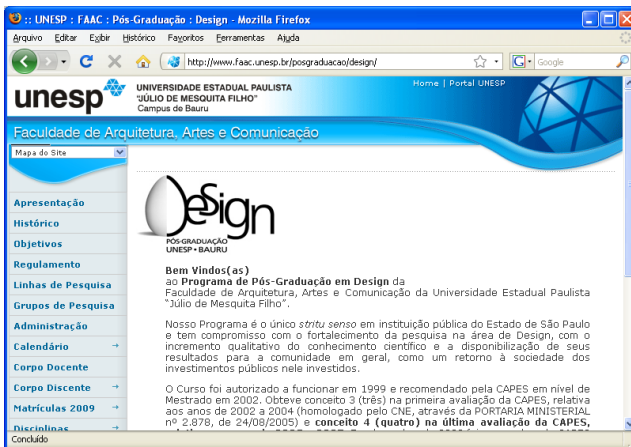 :: UNESP : FAAC : Pós-Graduação : Design - Mozilla Firefox
Arquivo Editar Exibir Histórico Favoritos Ferramentas Ajuda
http://www.faac.unesp.br/posgraduacao/design/
G Google
unesp
UNIVERSIDADE ESTADUAL PAULISTA
"JÚLIO DE MESQUITA FILHO"
Campus de Bauru
Home | Portal UNESP
Faculdade de Arquitetura, Artes e Comunicação
Mapa do Site
Apresentação
Histórico
Objetivos
Regulamento
Linhas de Pesquisa
Grupos de Pesquisa
Administração
Calendário →
Corpo Docente
Corpo Discente →
Matrículas 2009 →
Disciplinas →
DeSign
PÓS-GRADUAÇÃO
UNESP • BAURU
Bem Vindos(as)
ao Programa de Pós-Graduação em Design da
Faculdade de Arquitetura, Artes e Comunicação da Universidade Estadual Paulista
"Júlio de Mesquita Filho".
Nosso Programa é o único stritu senso em instituição pública do Estado de São Paulo
e tem compromisso com o fortalecimento da pesquisa na área de Design, com o
incremento qualitativo do conhecimento científico e a disponibilização de seus
resultados para a comunidade em geral, como um retorno à sociedade dos
investimentos públicos nele investidos.
O Curso foi autorizado a funcionar em 1999 e recomendado pela CAPES em nível de
Mestrado em 2002. Obteve conceito 3 (três) na primeira avaliação da CAPES, relativa
aos anos de 2002 a 2004 (homologado pelo CNE, através da PORTARIA MINISTERIAL
nº 2.878, de 24/08/2005) e conceito 4 (quatro) na última avaliação da CAPES,
Concluído